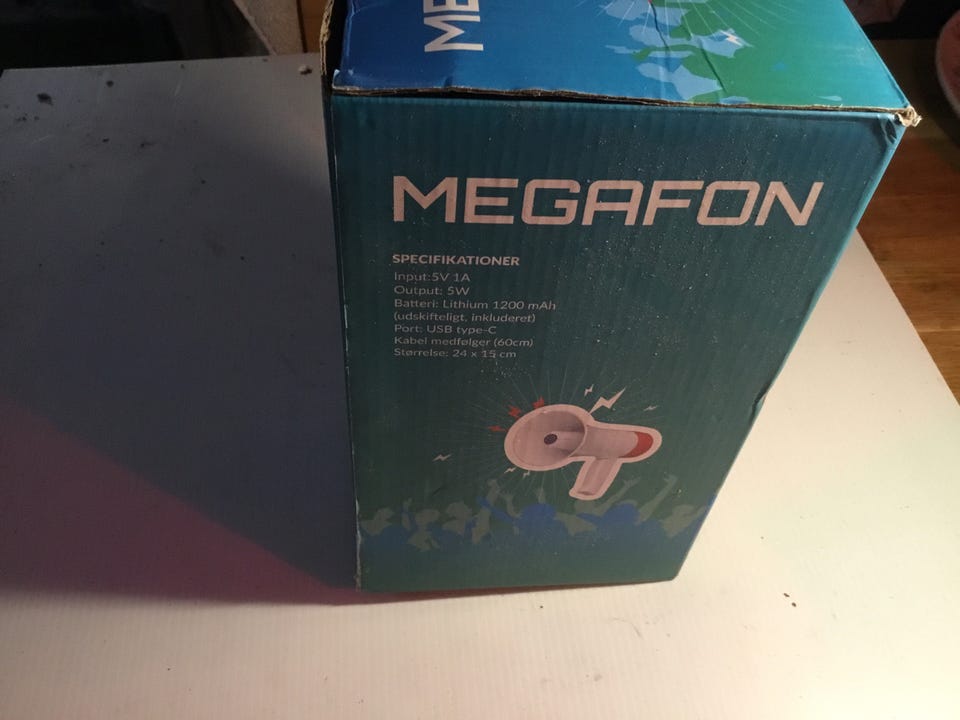 ME
MEGAFON
SPECIFIKATIONER
Input:5V 1A
Output: 5W
Batteri: Lithium 1200 mAh
(udskifteligt, inkluderet)
Port: USB type-C
Kabel medfølger (60cm)
Størrelse: 24 x 15 cm